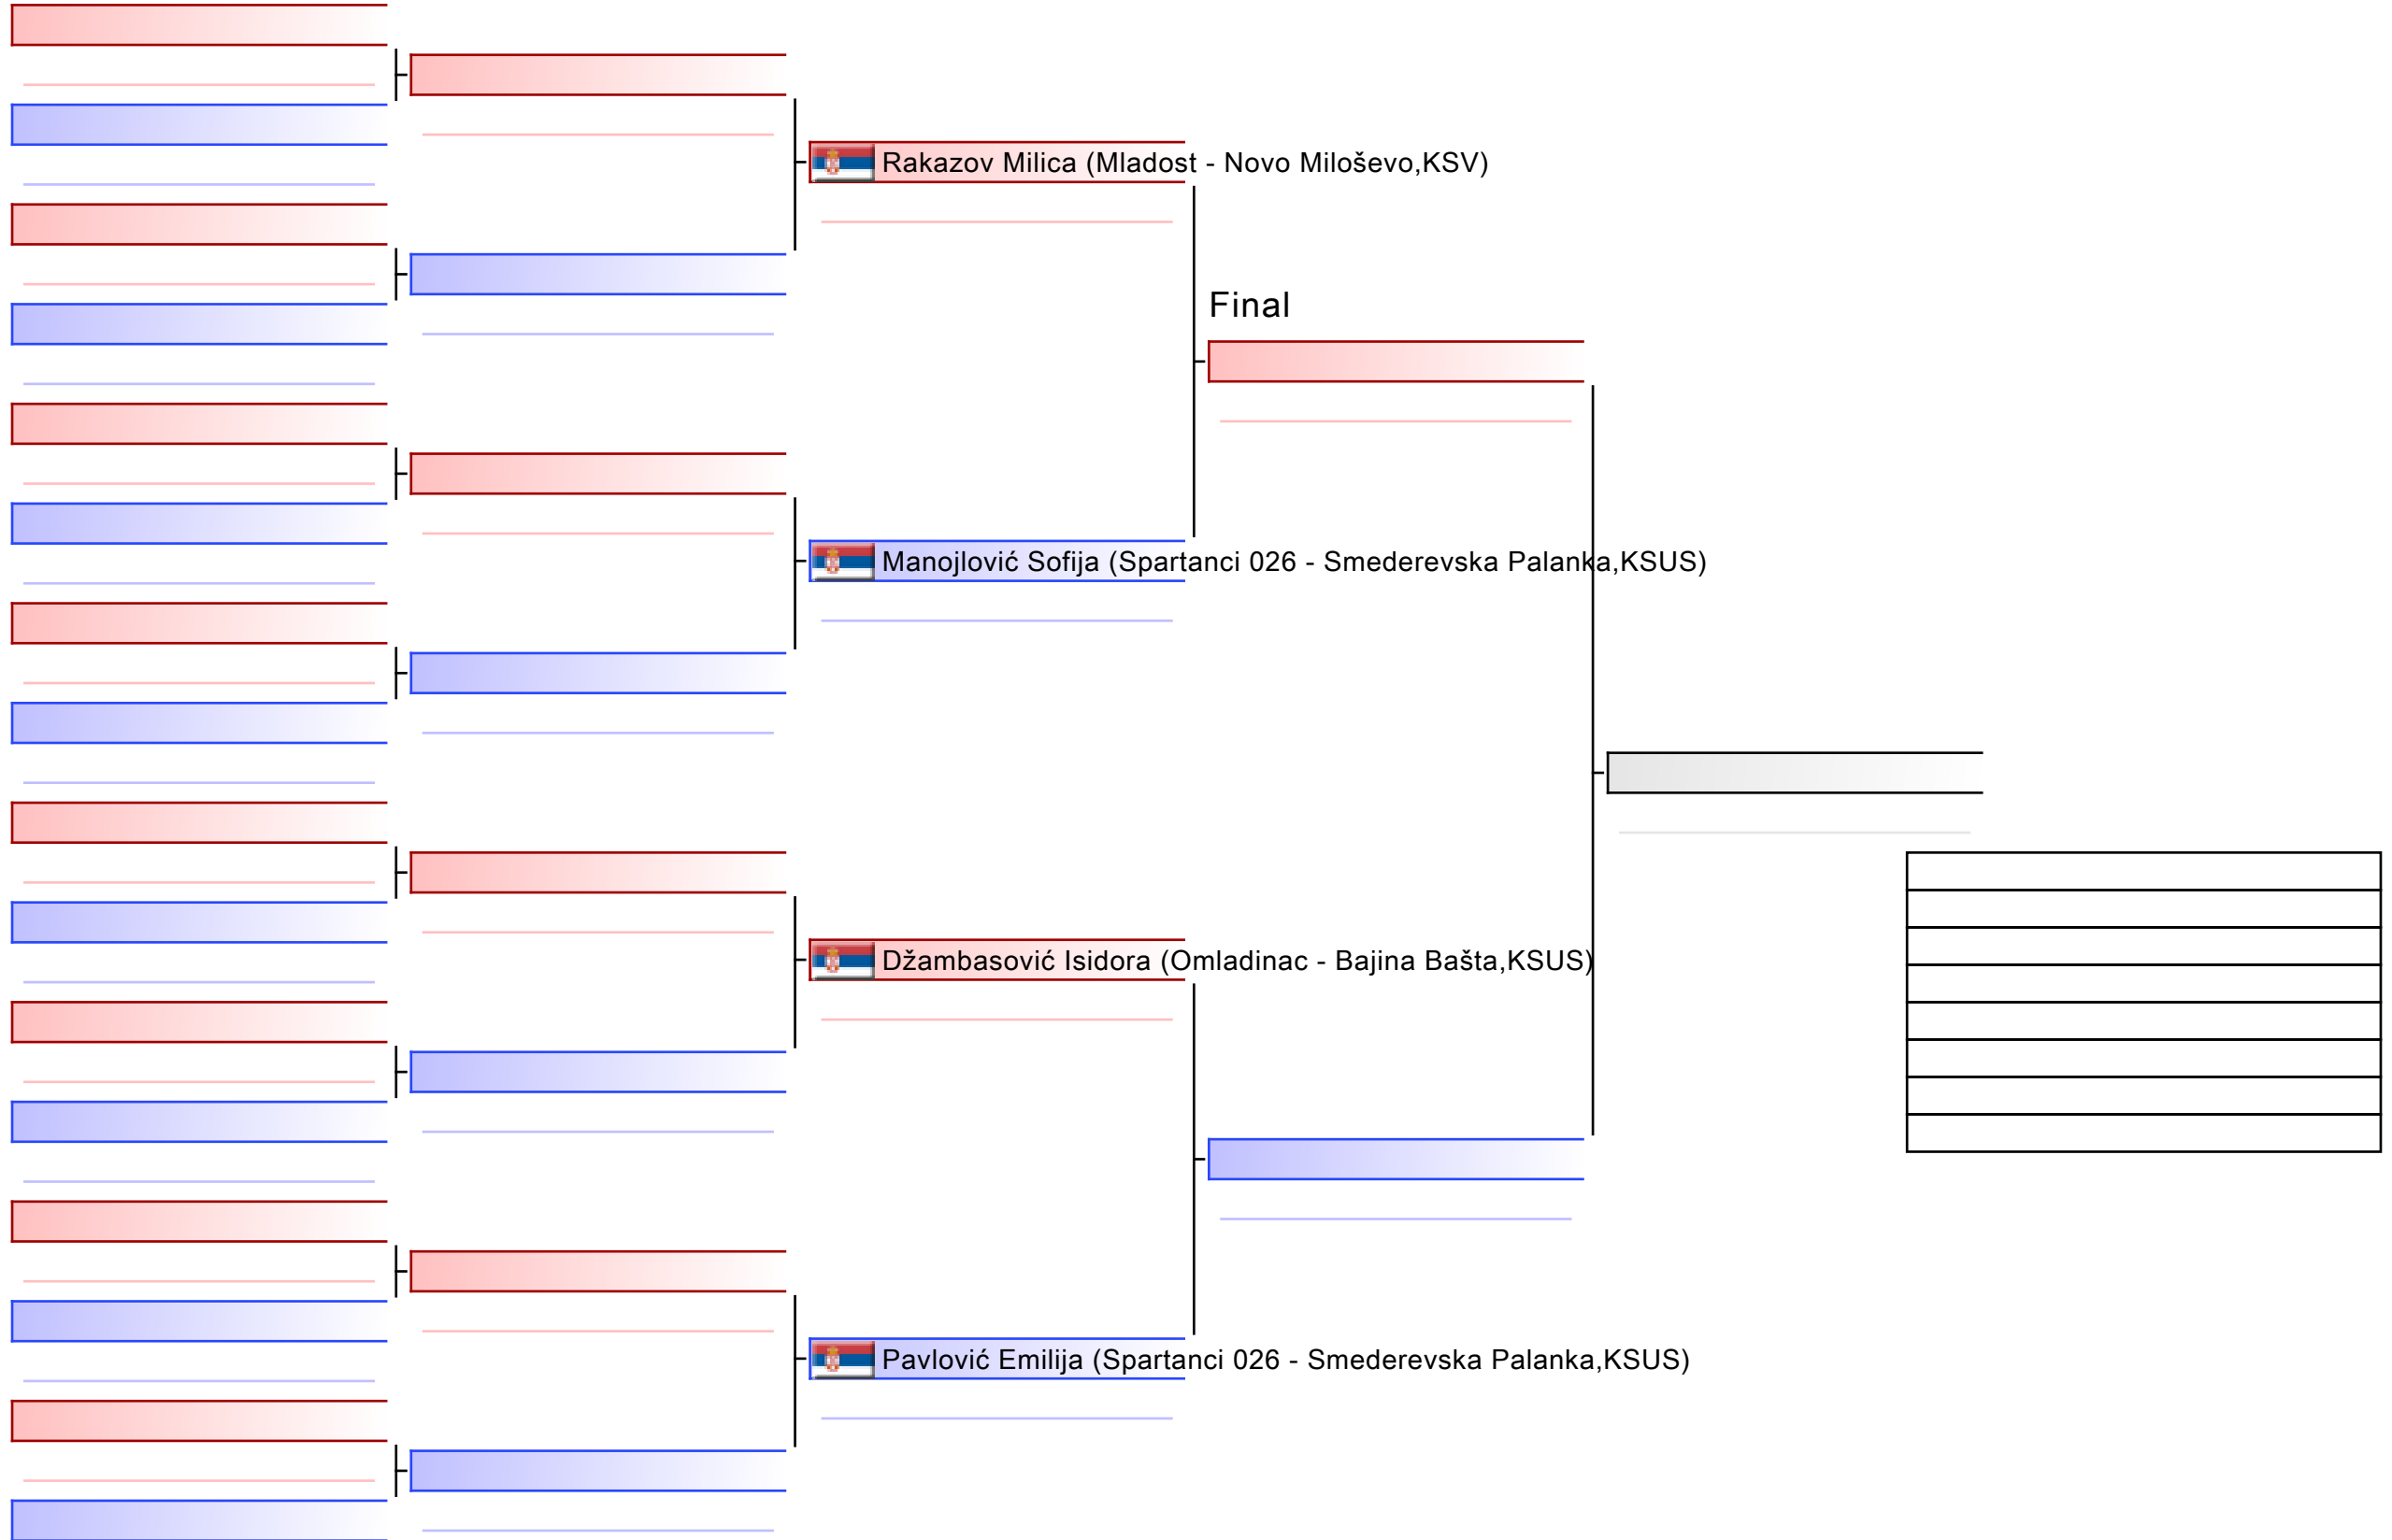 Rakazov Milica (Mladost - Novo Miloševo,KSV)
Final
Manojlović Sofija (Spartanci 026 - Smederevska Palanka,KSUS)
Džambasović Isidora (Omladinac - Bajina Bašta,KSUS)
Pavlović Emilija (Spartanci 026 - Smederevska Palanka,KSUS)